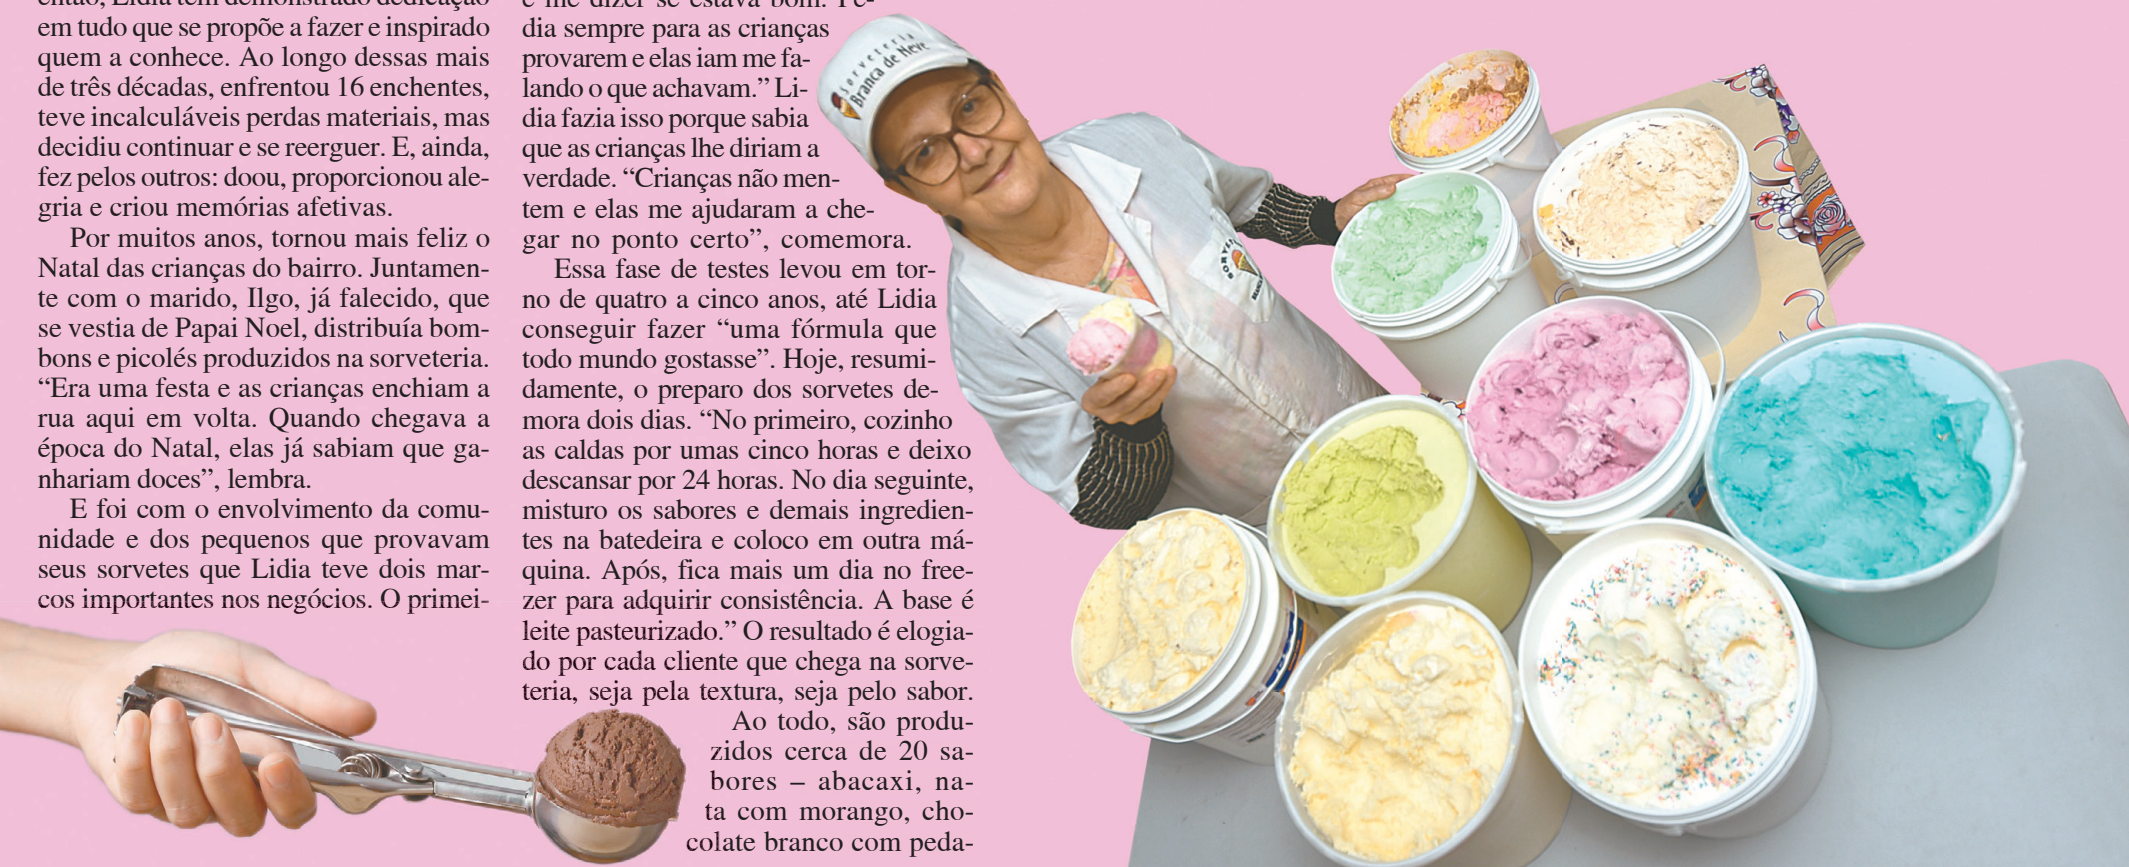 então, Lidia tem demonstrado dedicação
em tudo que se propõe a fazer e inspirado
quem a conhece. Ao longo dessas mais
de três décadas, enfrentou 16 enchentes,
teve incalculáveis perdas materiais, mas
decidiu continuar e se reerguer. E, ainda,
fez pelos outros: doou, proporcionou ale-
gria e criou memórias afetivas.
Por muitos anos, tornou mais feliz o
Natal das crianças do bairro. Juntamen-
te com o marido, Ilgo, já falecido, que
se vestia de Papai Noel, distribuía bom-
bons e picolés produzidos na sorveteria.
“Era uma festa e as crianças enchiam a
rua aqui em volta. Quando chegava a
época do Natal, elas já sabiam que ga-
nhariam doces”, lembra.
E foi com o envolvimento da comu-
nidade e dos pequenos que provavam
seus sorvetes que Lidia teve dois mar-
cos importantes nos negócios. O primei-
e me dizer se estava bom. Pe-
dia sempre para as crianças
provarem e elas iam me fa-
lando o que achavam.” Li-
dia fazia isso porque sabia
que as crianças lhe diriam a
verdade. “Crianças não men-
tem e elas me ajudaram a che-
gar no ponto certo”, comemora.
Essa fase de testes levou em tor-
no de quatro a cinco anos, até Lidia
conseguir fazer “uma fórmula que
todo mundo gostasse”. Hoje, resumi-
damente, o preparo dos sorvetes de-
mora dois dias. “No primeiro, cozinho
as caldas por umas cinco horas e deixo
descansar por 24 horas. No dia seguinte,
misturo os sabores e demais ingredien-
tes na batedeira e coloco em outra má-
quina. Após, fica mais um dia no free-
zer para adquirir consistência. A base é
leite pasteurizado.” O resultado é elogia-
do por cada cliente que chega na sorve-
teria, seja pela textura, seja pelo sabor.
Ao todo, são produ-
zidos cerca de 20 sa-
bores – abacaxi, na-
ta com morango, cho-
colate branco com peda-
Sorveteria
Branca de Neve